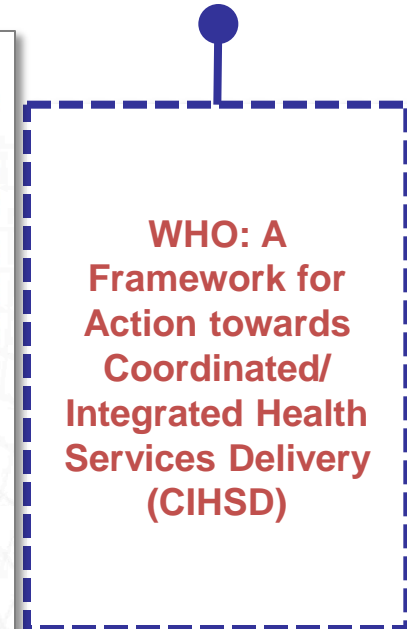 WHO: A
Framework for
Action towards
Coordinated/
Integrated Health
Services Delivery
(CIHSD)